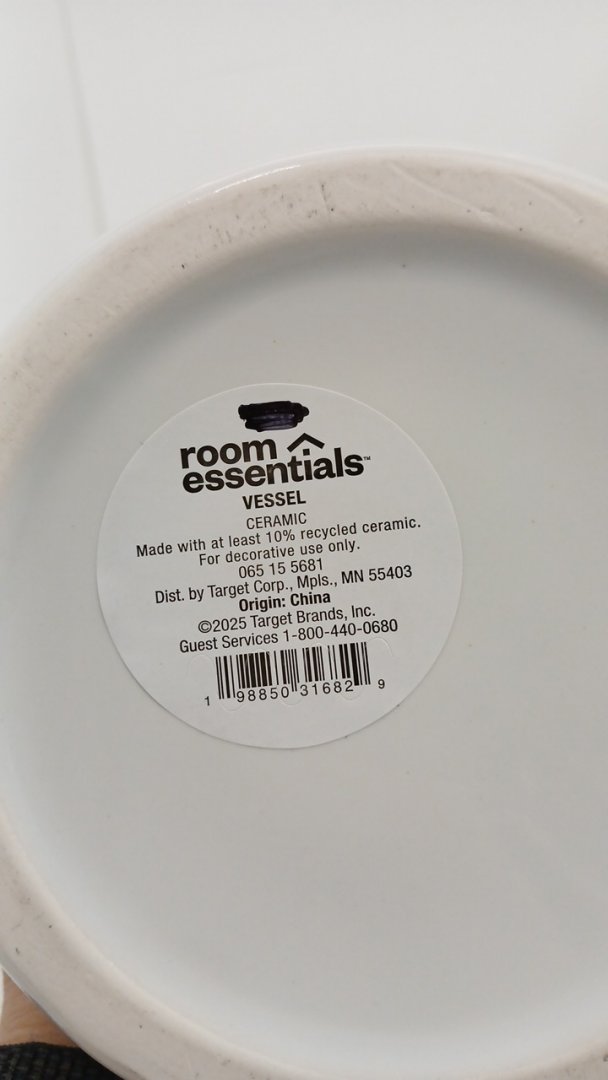 room
essentials™
VESSEL
CERAMIC
Made with at least 10% recycled ceramic.
For decorative use only.
065 15 5681
Dist. by Target Corp., Mpls., MN 55403
Origin: China
©2025 Target Brands, Inc.
Guest Services 1-800-440-0680
1 98850 31682 9